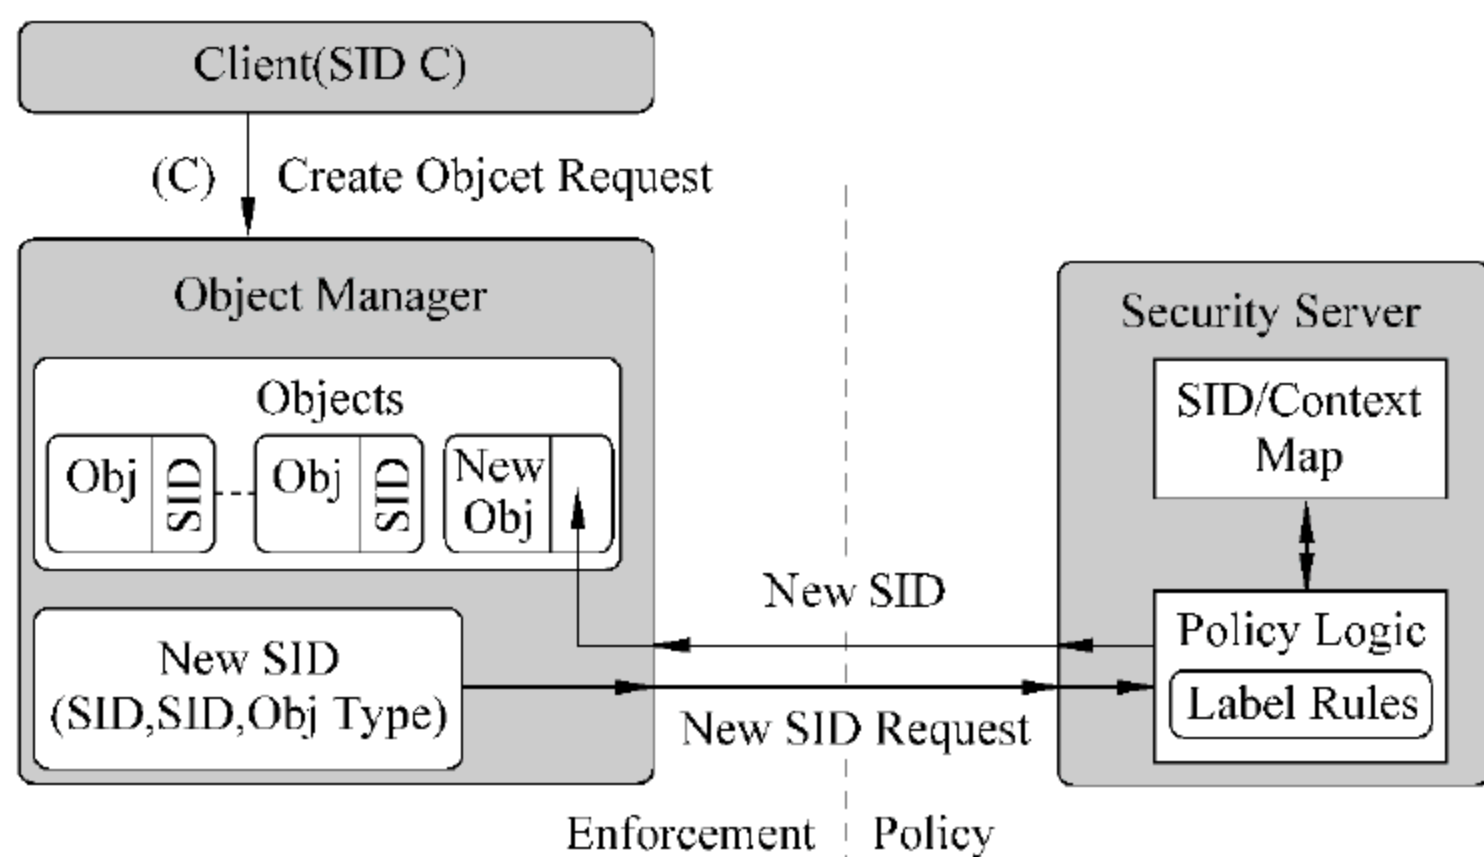 Client(SID C)
(C) Create Objcet Request
Object Manager
Objects
Obj SID
Obj SID
New
Obj
New SID
(SID,SID,Obj Type)
New SID
New SID Request
Security Server
SID/Context
Map
Policy Logic
Label Rules
Enforcement
Policy